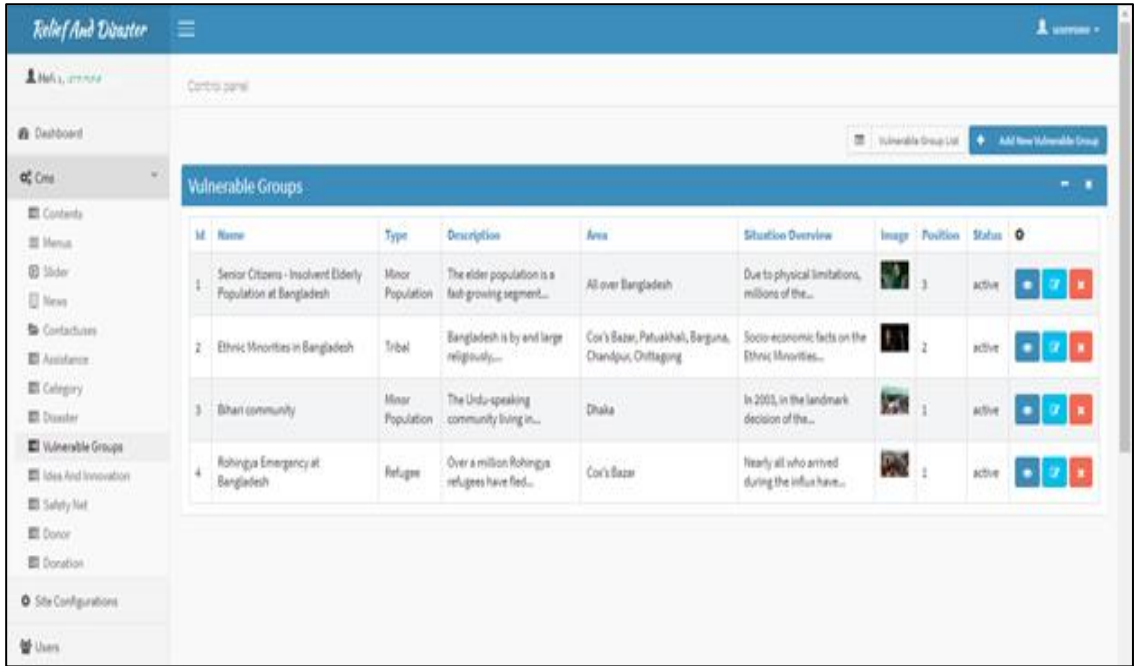 Relief And Disaster
username
Control panel
Dashboard
Vulnerable Group List
Add New Vulnerable Group
Cms
Vulnerable Groups
Contents
Menus
Slider
News
Contactuses
Assistance
Category
Disaster
Vulnerable Groups
Idea And Innovation
Safety Net
Donor
Donation
Site Configurations
Users
Id Name Type Description Area Situation Overview Image Position Status
1 Senior Citizens - Insolvent Elderly Minor The elder population is a All over Bangladesh Due to physical limitations, 3 active
Population at Bangladesh Population fast-growing segment... millions of the...
2 Ethnic Minorities in Bangladesh Tribal Bangladesh is by and large Cox's Bazar, Patuakhali, Barguna, Socio-economic facts on the 2 active
religiously,... Chandpur, Chittagong Ethnic Minorities...
3 Bihari community Minor The Urdu-speaking Dhaka In 2003, in the landmark 1 active
Population community living in... decision of the...
4 Rohingya Emergency at Refugee Over a million Rohingya Cox's Bazar Nearly all who arrived 1 active
Bangladesh refugees have fled... during the influx have...